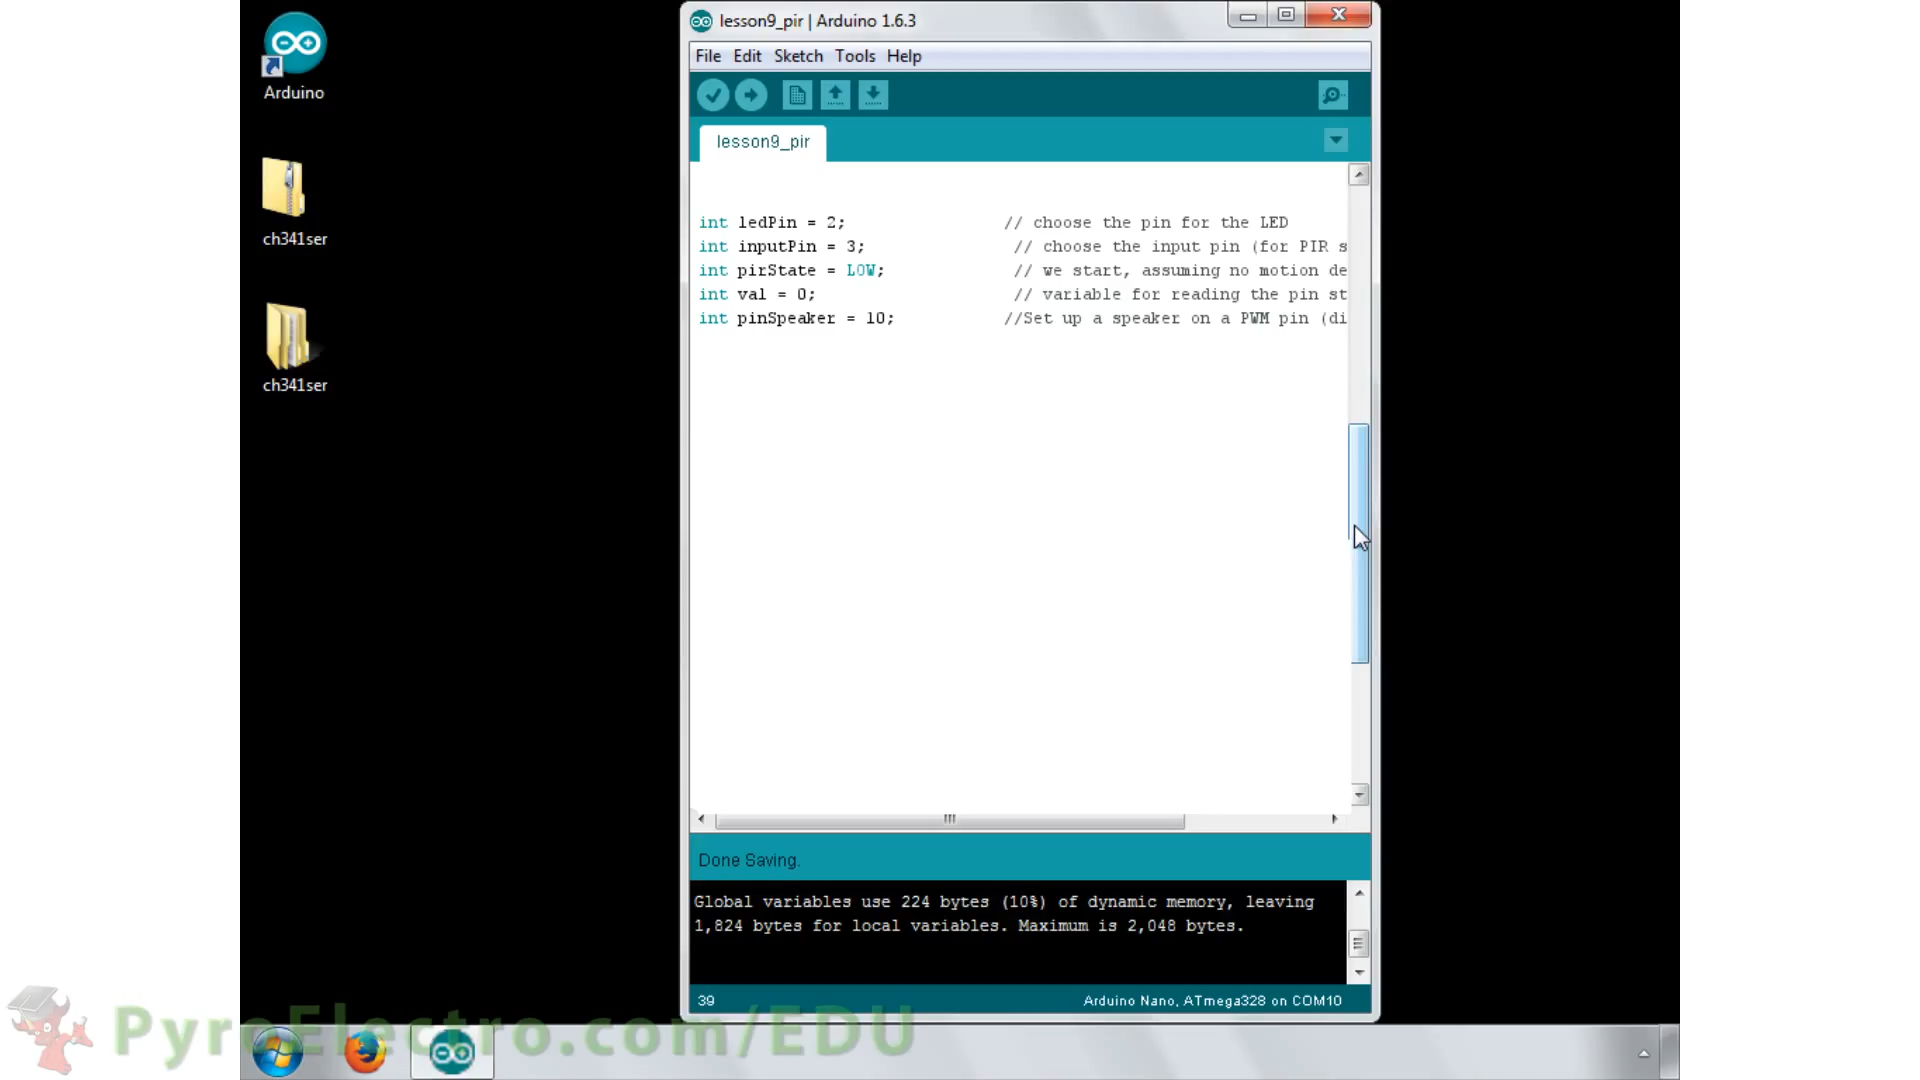 lesson9_pir | Arduino 1.6.3
File Edit Sketch Tools Help
lesson9_pir
int ledPin = 2; // choose the pin for the LED
int inputPin = 3; // choose the input pin (for PIR s
int pirState = LOW; // we start, assuming no motion de
int val = 0; // variable for reading the pin st
int pinSpeaker = 10; //Set up a speaker on a PWM pin (di
Done Saving.
Global variables use 224 bytes (10%) of dynamic memory, leaving
1,824 bytes for local variables. Maximum is 2,048 bytes.
39 Arduino Nano, ATmega328 on COM10
Arduino
ch341ser
ch341ser
PyroElectro.com/EDU